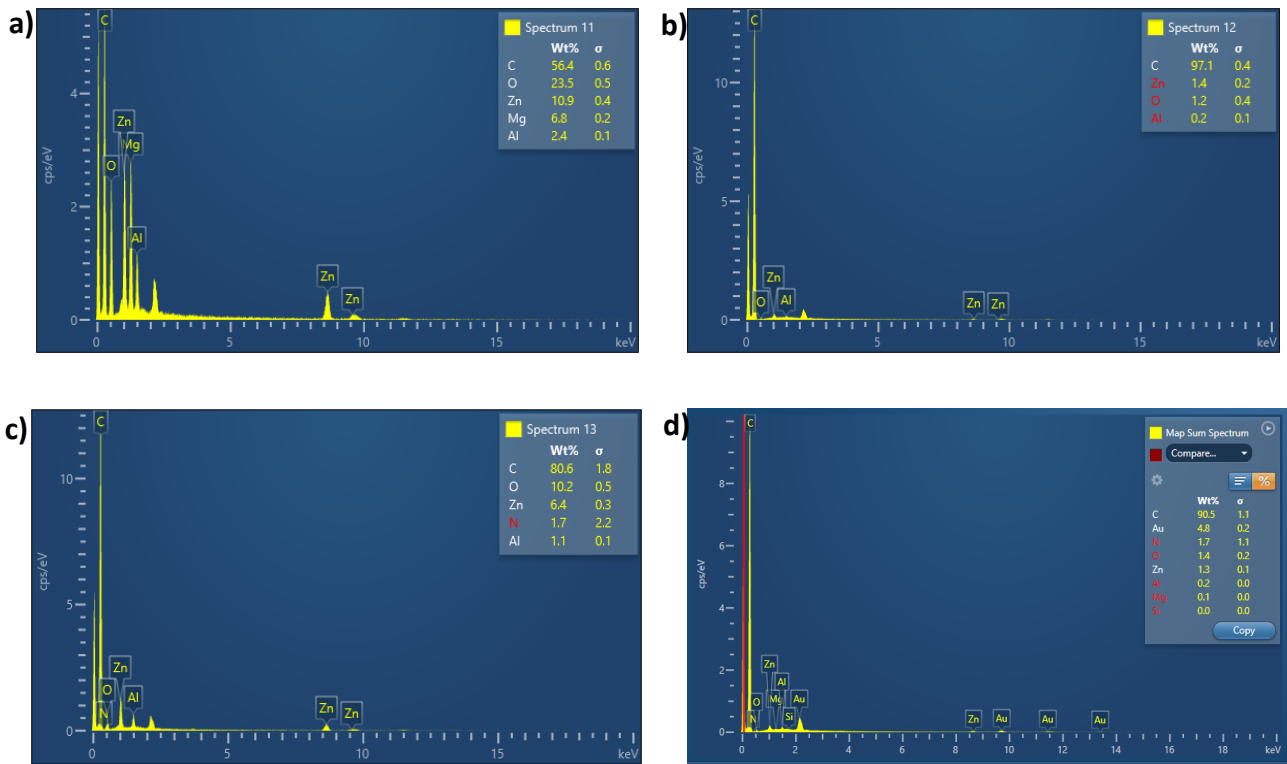 a)
C
Spectrum 11
Wt% σ
C 56.4 0.6
O 23.5 0.5
Zn 10.9 0.4
Mg 6.8 0.2
Al 2.4 0.1
4
Zn
Mg
O
cps/eV
2
Al
Zn
Zn
0
0 5 10 15 keV
b)
C
Spectrum 12
Wt% σ
C 97.1 0.4
Zn 1.4 0.2
O 1.2 0.4
Al 0.2 0.1
10
cps/eV
5
Zn
O Al Zn Zn
0
0 5 10 15 keV
c)
C
Spectrum 13
Wt% σ
C 80.6 1.8
O 10.2 0.5
Zn 6.4 0.3
N 1.7 2.2
Al 1.1 0.1
10
cps/eV
5
Zn
O Al
N Zn Zn
0
0 5 10 15 keV
d)
C
Map Sum Spectrum
Compare...
%
Wt% σ
C 90.5 1.1
Au 4.8 0.2
N 1.7 1.1
O 1.4 0.2
Zn 1.3 0.1
Al 0.2 0.0
Mg 0.1 0.0
Si 0.0 0.0
Copy
8
6
cps/eV
4
2
Zn
Al
O Mg Au
N Si Zn Au Au Au
0
0 2 4 6 8 10 12 14 16 18 keV